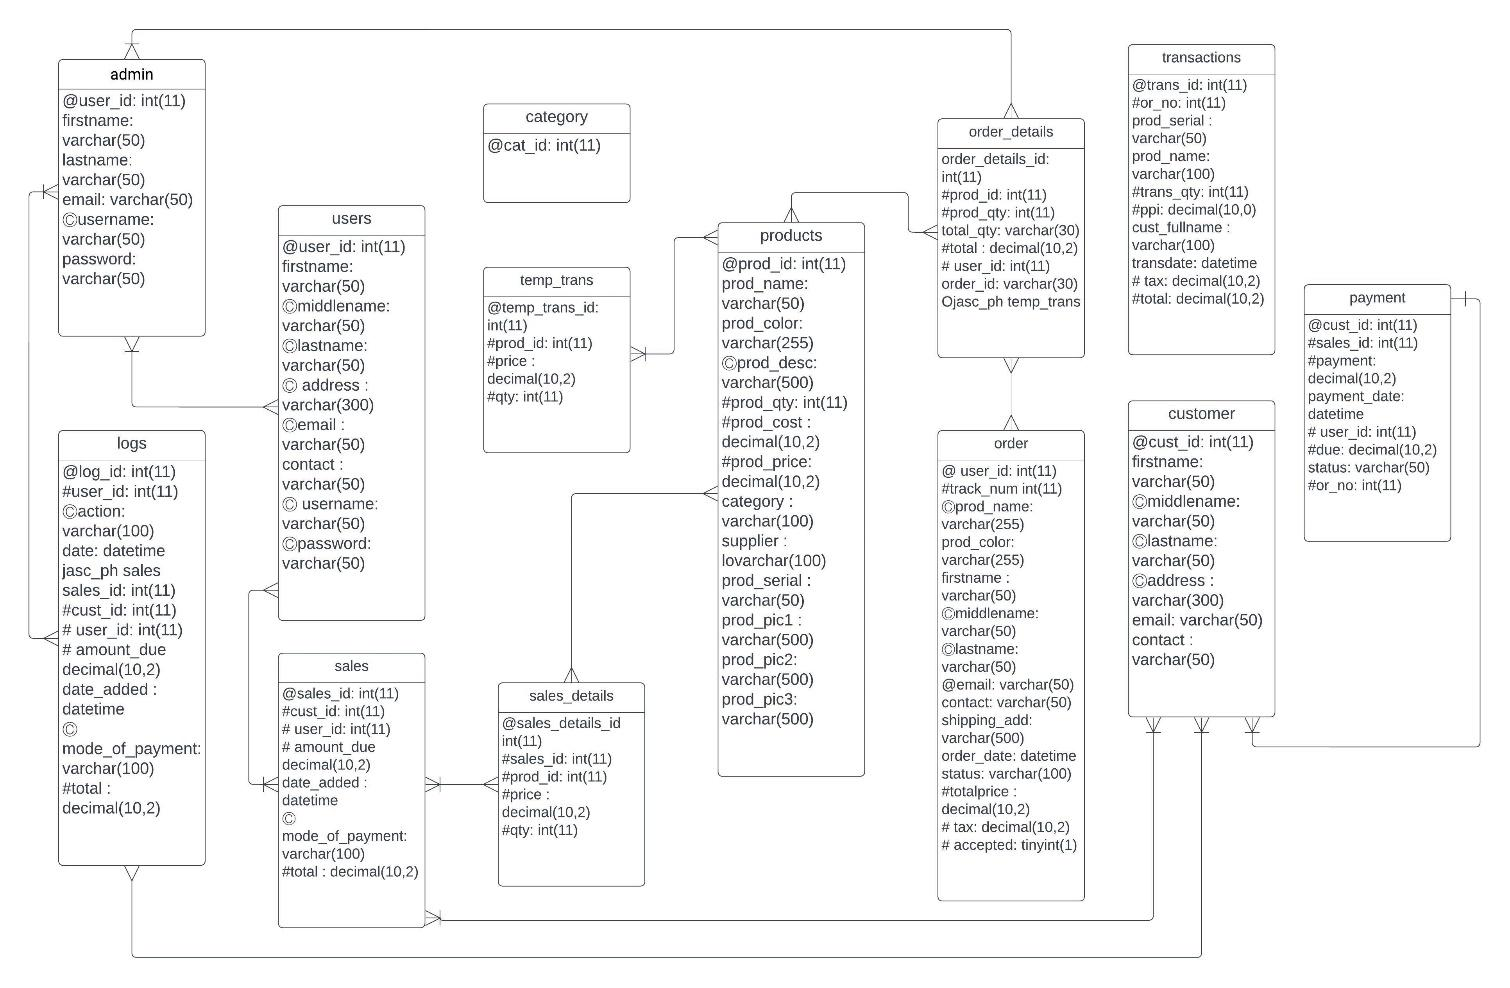 admin
@user_id: int(11)
firstname:
varchar(50)
lastname:
varchar(50)
email: varchar(50)
Ⓒusername:
varchar(50)
password:
varchar(50)
logs
@log_id: int(11)
#user_id: int(11)
Ⓒaction:
varchar(100)
date: datetime
jasc_ph sales
sales_id: int(11)
#cust_id: int(11)
# user_id: int(11)
# amount_due
decimal(10,2)
date_added :
datetime
Ⓒ
mode_of_payment:
varchar(100)
#total :
decimal(10,2)
users
@user_id: int(11)
firstname:
varchar(50)
Ⓒmiddlename:
varchar(50)
Ⓒlastname:
varchar(50)
Ⓒ address :
varchar(300)
Ⓒemail :
varchar(50)
contact :
varchar(50)
Ⓒ username:
varchar(50)
Ⓒpassword:
varchar(50)
sales
@sales_id: int(11)
#cust_id: int(11)
# user_id: int(11)
# amount_due
decimal(10,2)
date_added :
datetime
Ⓒ
mode_of_payment:
varchar(100)
#total : decimal(10,2)
category
@cat_id: int(11)
temp_trans
@temp_trans_id:
int(11)
#prod_id: int(11)
#price :
decimal(10,2)
#qty: int(11)
sales_details
@sales_details_id
int(11)
#sales_id: int(11)
#prod_id: int(11)
#price :
decimal(10,2)
#qty: int(11)
products
@prod_id: int(11)
prod_name:
varchar(50)
prod_color:
varchar(255)
Ⓒprod_desc:
varchar(500)
#prod_qty: int(11)
#prod_cost :
decimal(10,2)
#prod_price:
decimal(10,2)
category :
varchar(100)
supplier :
lovarchar(100)
prod_serial :
varchar(50)
prod_pic1 :
varchar(500)
prod_pic2:
varchar(500)
prod_pic3:
varchar(500)
order_details
order_details_id:
int(11)
#prod_id: int(11)
#prod_qty: int(11)
total_qty: varchar(30)
#total : decimal(10,2)
# user_id: int(11)
order_id: varchar(30)
Ojasc_ph temp_trans
order
@ user_id: int(11)
#track_num int(11)
Ⓒprod_name:
varchar(255)
prod_color:
varchar(255)
firstname :
varchar(50)
Ⓒmiddlename:
varchar(50)
Ⓒlastname:
varchar(50)
@email: varchar(50)
contact: varchar(50)
shipping_add:
varchar(500)
order_date: datetime
status: varchar(100)
#totalprice :
decimal(10,2)
# tax: decimal(10,2)
# accepted: tinyint(1)
transactions
@trans_id: int(11)
#or_no: int(11)
prod_serial :
varchar(50)
prod_name:
varchar(100)
#trans_qty: int(11)
#ppi: decimal(10,0)
cust_fullname :
varchar(100)
transdate: datetime
# tax: decimal(10,2)
#total: decimal(10,2)
customer
@cust_id: int(11)
firstname:
varchar(50)
Ⓒmiddlename:
varchar(50)
Ⓒlastname:
varchar(50)
Ⓒaddress :
varchar(300)
email: varchar(50)
contact :
varchar(50)
payment
@cust_id: int(11)
#sales_id: int(11)
#payment:
decimal(10,2)
payment_date:
datetime
# user_id: int(11)
#due: decimal(10,2)
status: varchar(50)
#or_no: int(11)